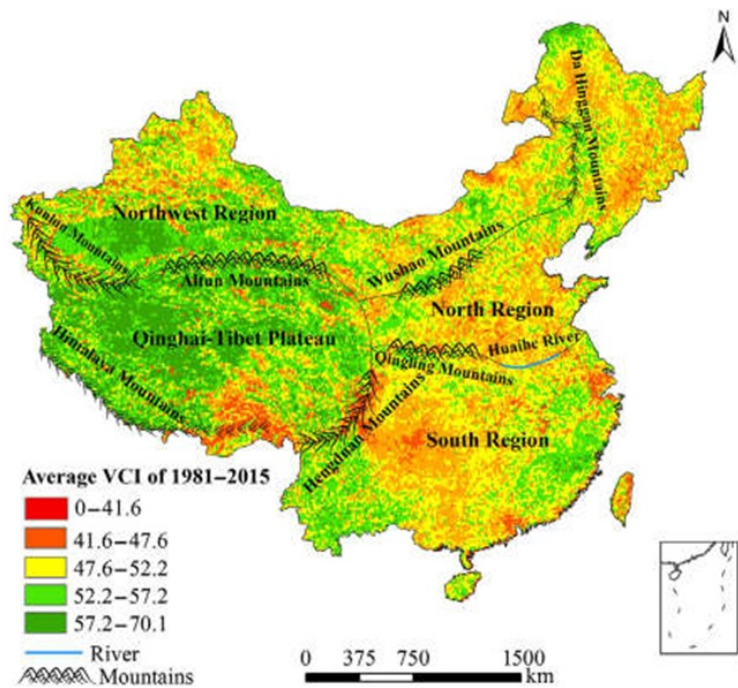 N
Da Hinggan Mountains
Kunlun Mountains
Northwest Region
Wushao Mountains
Altun Mountains
North Region
Qinghai-Tibet Plateau
Huaihe River
Himalaya Mountains
Qingling Mountains
Hengduan Mountains
South Region
Average VCI of 1981–2015
0–41.6
41.6–47.6
47.6–52.2
52.2–57.2
57.2–70.1
River
Mountains
0 375 750 1500
km